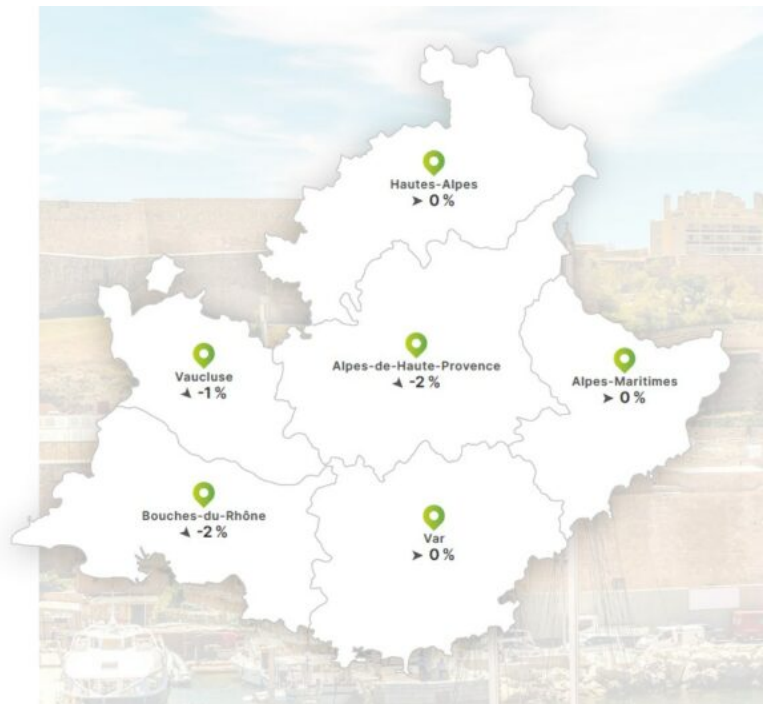 Hautes-Alpes
➤ 0 %
Vaucluse
-1 %
Alpes-de-Haute-Provence
-2 %
Alpes-Maritimes
➤ 0 %
Bouches-du-Rhône
-2 %
Var
➤ 0 %